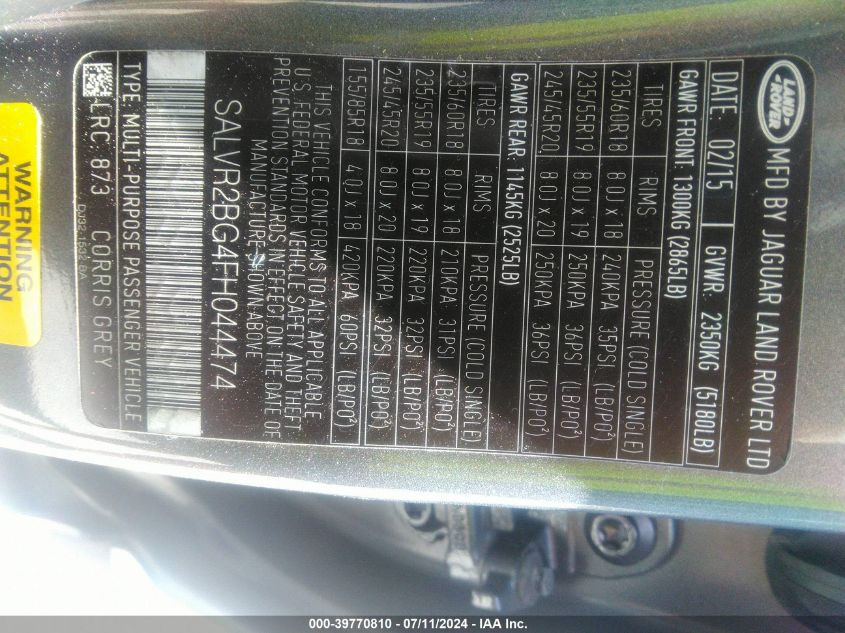 LAND-
ROVER
MFD BY JAGUAR LAND ROVER LTD
DATE: 02/15 GVWR: 2350KG (5180LB)
GAWR FRONT: 1300KG (2865LB)
TIRES RIMS PRESSURE (COLD SINGLE)
235/60R18 8.0J x 18 240KPA 35PSI (LB/PO²)
235/55R19 8.0J x 19 250KPA 36PSI (LB/PO²)
245/45R20 8.0J x 20 250KPA 36PSI (LB/PO²)
GAWR REAR: 1145KG (2525LB)
TIRES RIMS PRESSURE (COLD SINGLE)
235/60R18 8.0J x 18 210KPA 31PSI (LB/PO²)
235/55R19 8.0J x 19 220KPA 32PSI (LB/PO²)
245/45R20 8.0J x 20 220KPA 32PSI (LB/PO²)
155/85R18 4.0J x 18 420KPA 60PSI (LB/PO²)
THIS VEHICLE CONFORMS TO ALL APPLICABLE
U.S. FEDERAL MOTOR VEHICLE SAFETY AND THEFT
PREVENTION STANDARDS IN EFFECT ON THE DATE OF
MANUFACTURE SHOWN ABOVE
SALVR2BG4FH044474
TYPE: MULTI-PURPOSE PASSENGER VEHICLE
LRC: 873 CORRIS GREY
WARNING
ATTENTION
000-39770810 - 07/11/2024 - IAA Inc.